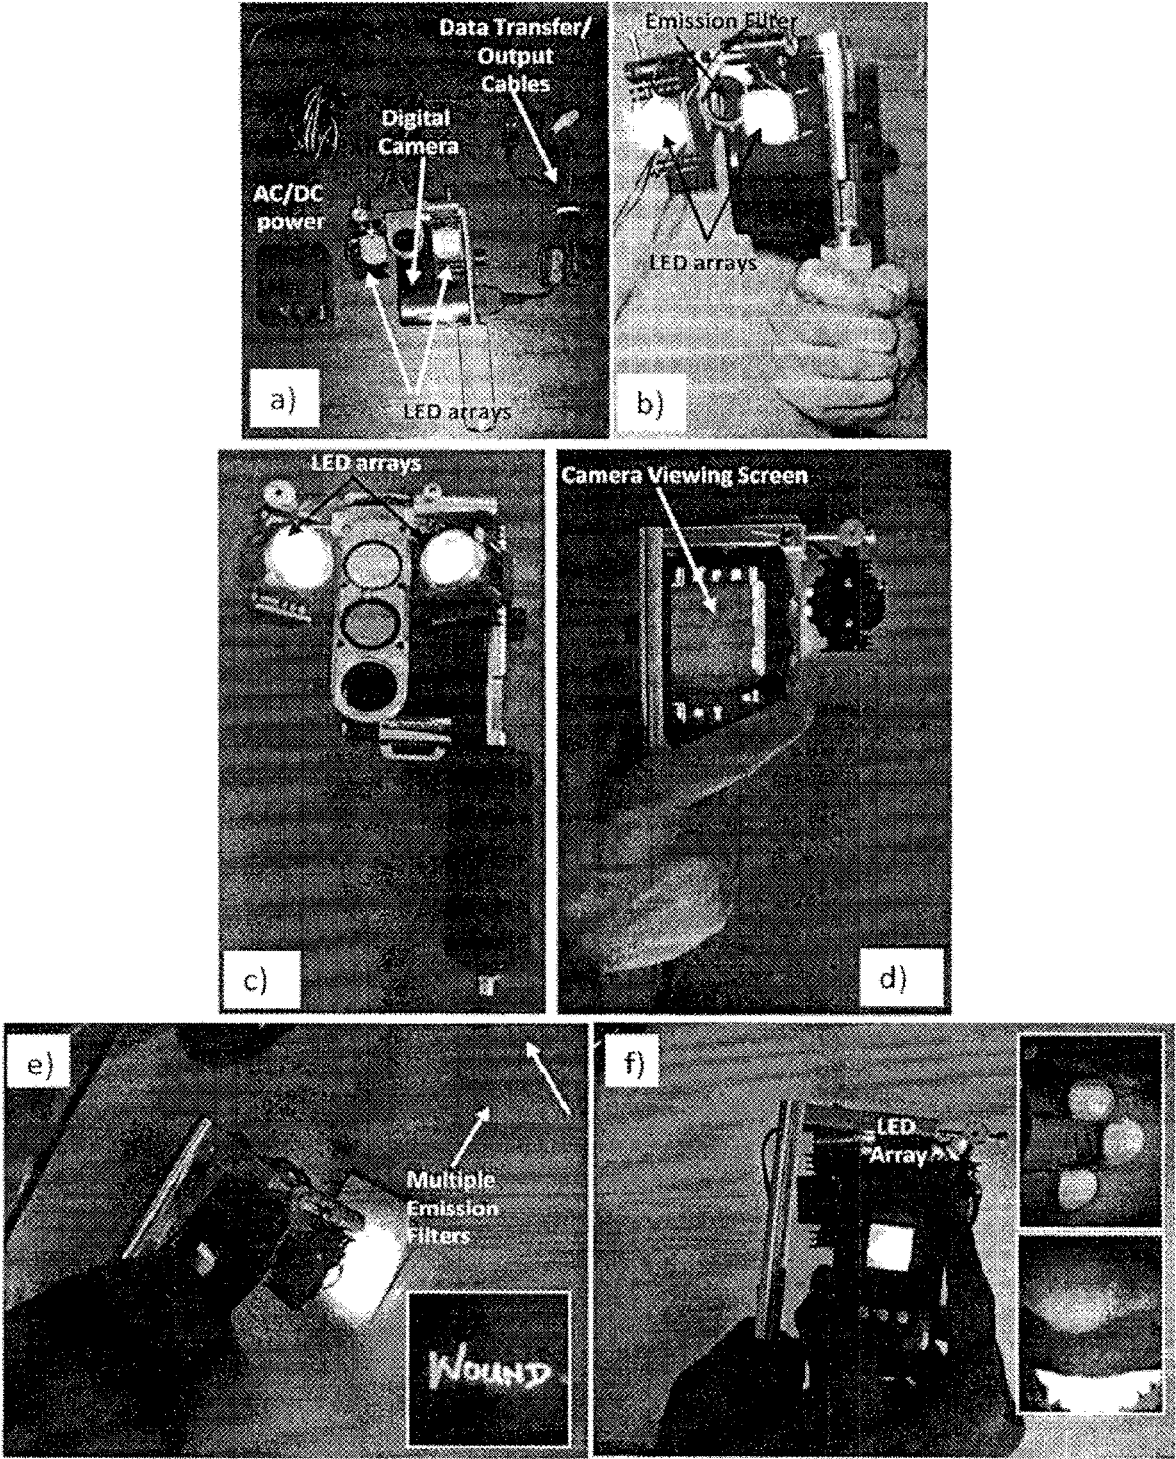 Data Transfer/
Output
Cables
Digital
Camera
AC/DC
power
LED arrays
a)
Emission Filter
LED arrays
b)
LED arrays
c)
Camera Viewing Screen
d)
e)
Multiple
Emission
Filters
WOUND
f)
LED
Array